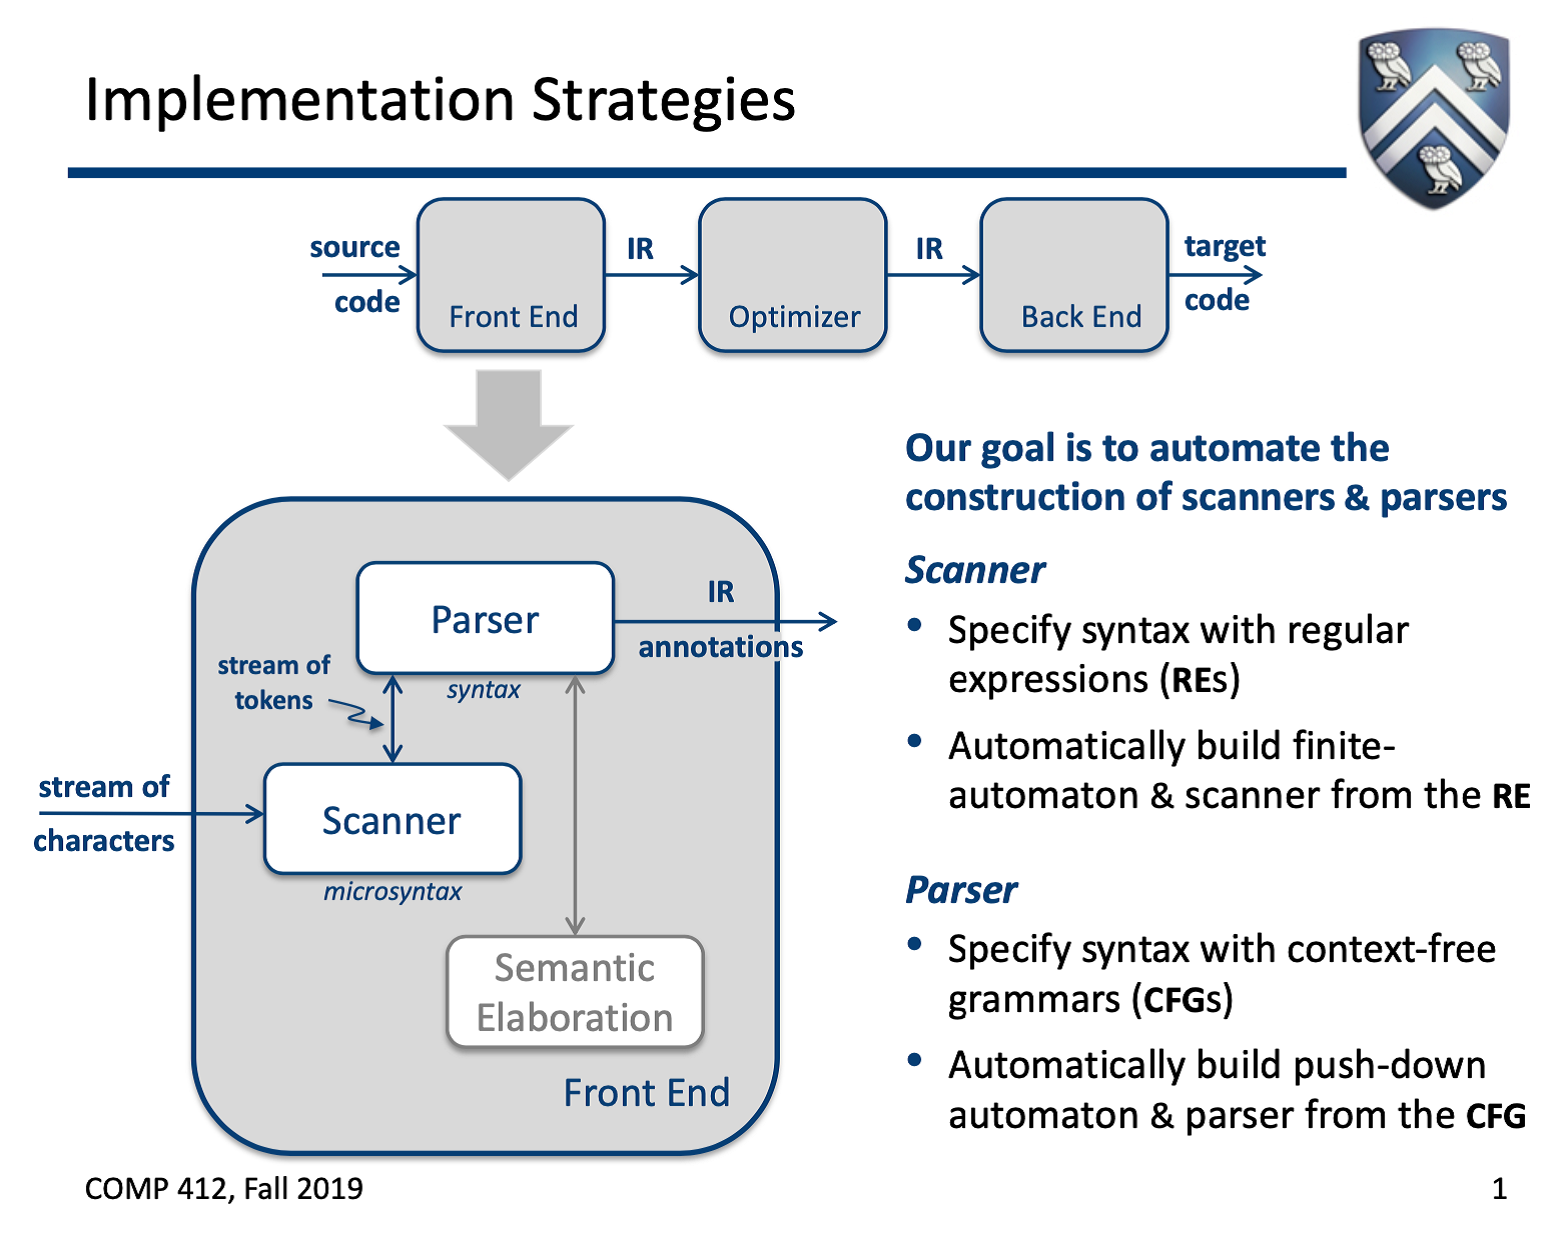 Implementation Strategies
source
code
Front End
IR
Optimizer
IR
Back End
target
code
Our goal is to automate the
construction of scanners & parsers
Scanner
• Specify syntax with regular
expressions (REs)
• Automatically build finite-
automaton & scanner from the RE
Parser
• Specify syntax with context-free
grammars (CFGs)
• Automatically build push-down
automaton & parser from the CFG
Parser
syntax
IR
annotations
stream of
tokens
stream of
characters
Scanner
microsyntax
Semantic
Elaboration
Front End
COMP 412, Fall 2019
1